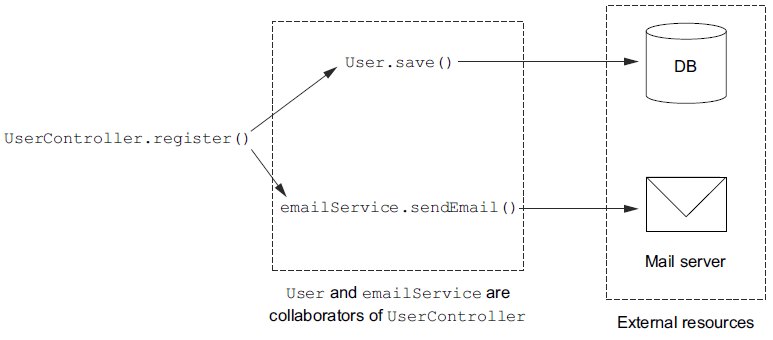 User.save()
DB
UserController.register()
emailService.sendEmail()
Mail server
User and emailService are
collaborators of UserController
External resources